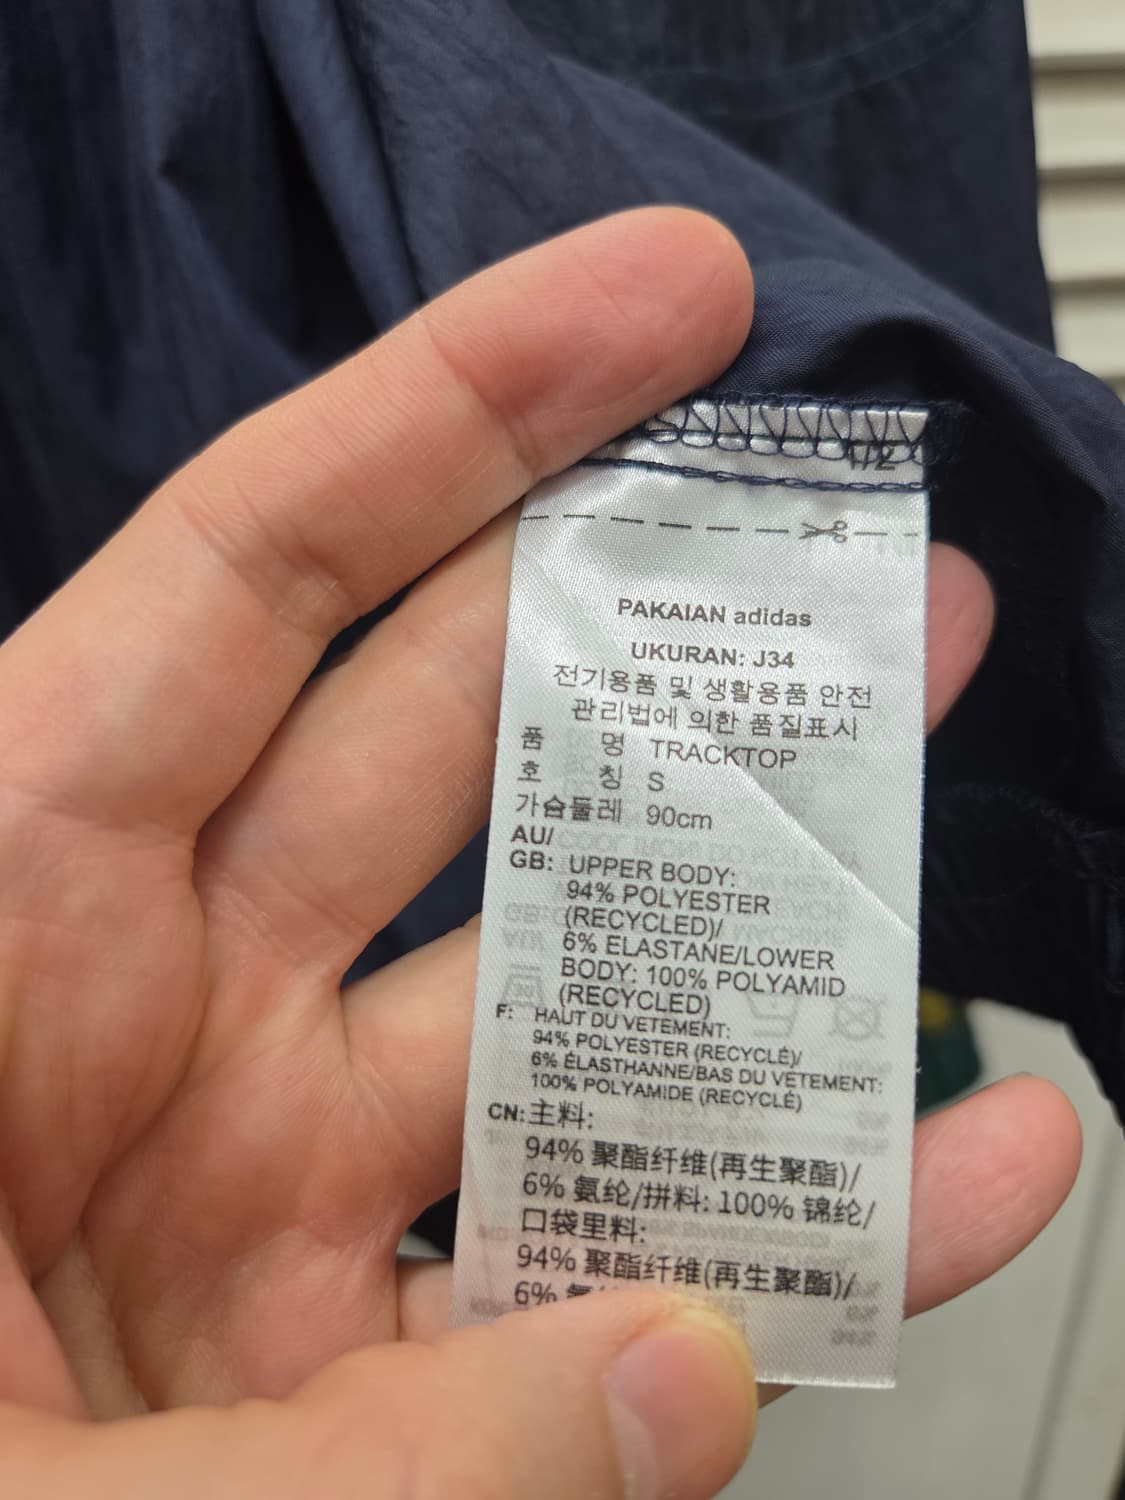 1/2
PAKAIAN adidas
UKURAN: J34
전기용품 및 생활용품 안전
관리법에 의한 품질표시
품 명 TRACKTOP
호 칭 S
가슴둘레 90cm
AU/
GB: UPPER BODY:
94% POLYESTER
(RECYCLED)/
6% ELASTANE/LOWER
BODY: 100% POLYAMID
(RECYCLED)
F: HAUT DU VETEMENT:
94% POLYESTER (RECYCLÉ)/
6% ÉLASTHANNE/BAS DU VETEMENT:
100% POLYAMIDE (RECYCLÉ)
CN: 主料:
94% 聚酯纤维(再生聚酯)/
6% 氨纶/拼料: 100% 锦纶/
口袋里料:
94% 聚酯纤维(再生聚酯)/
6%